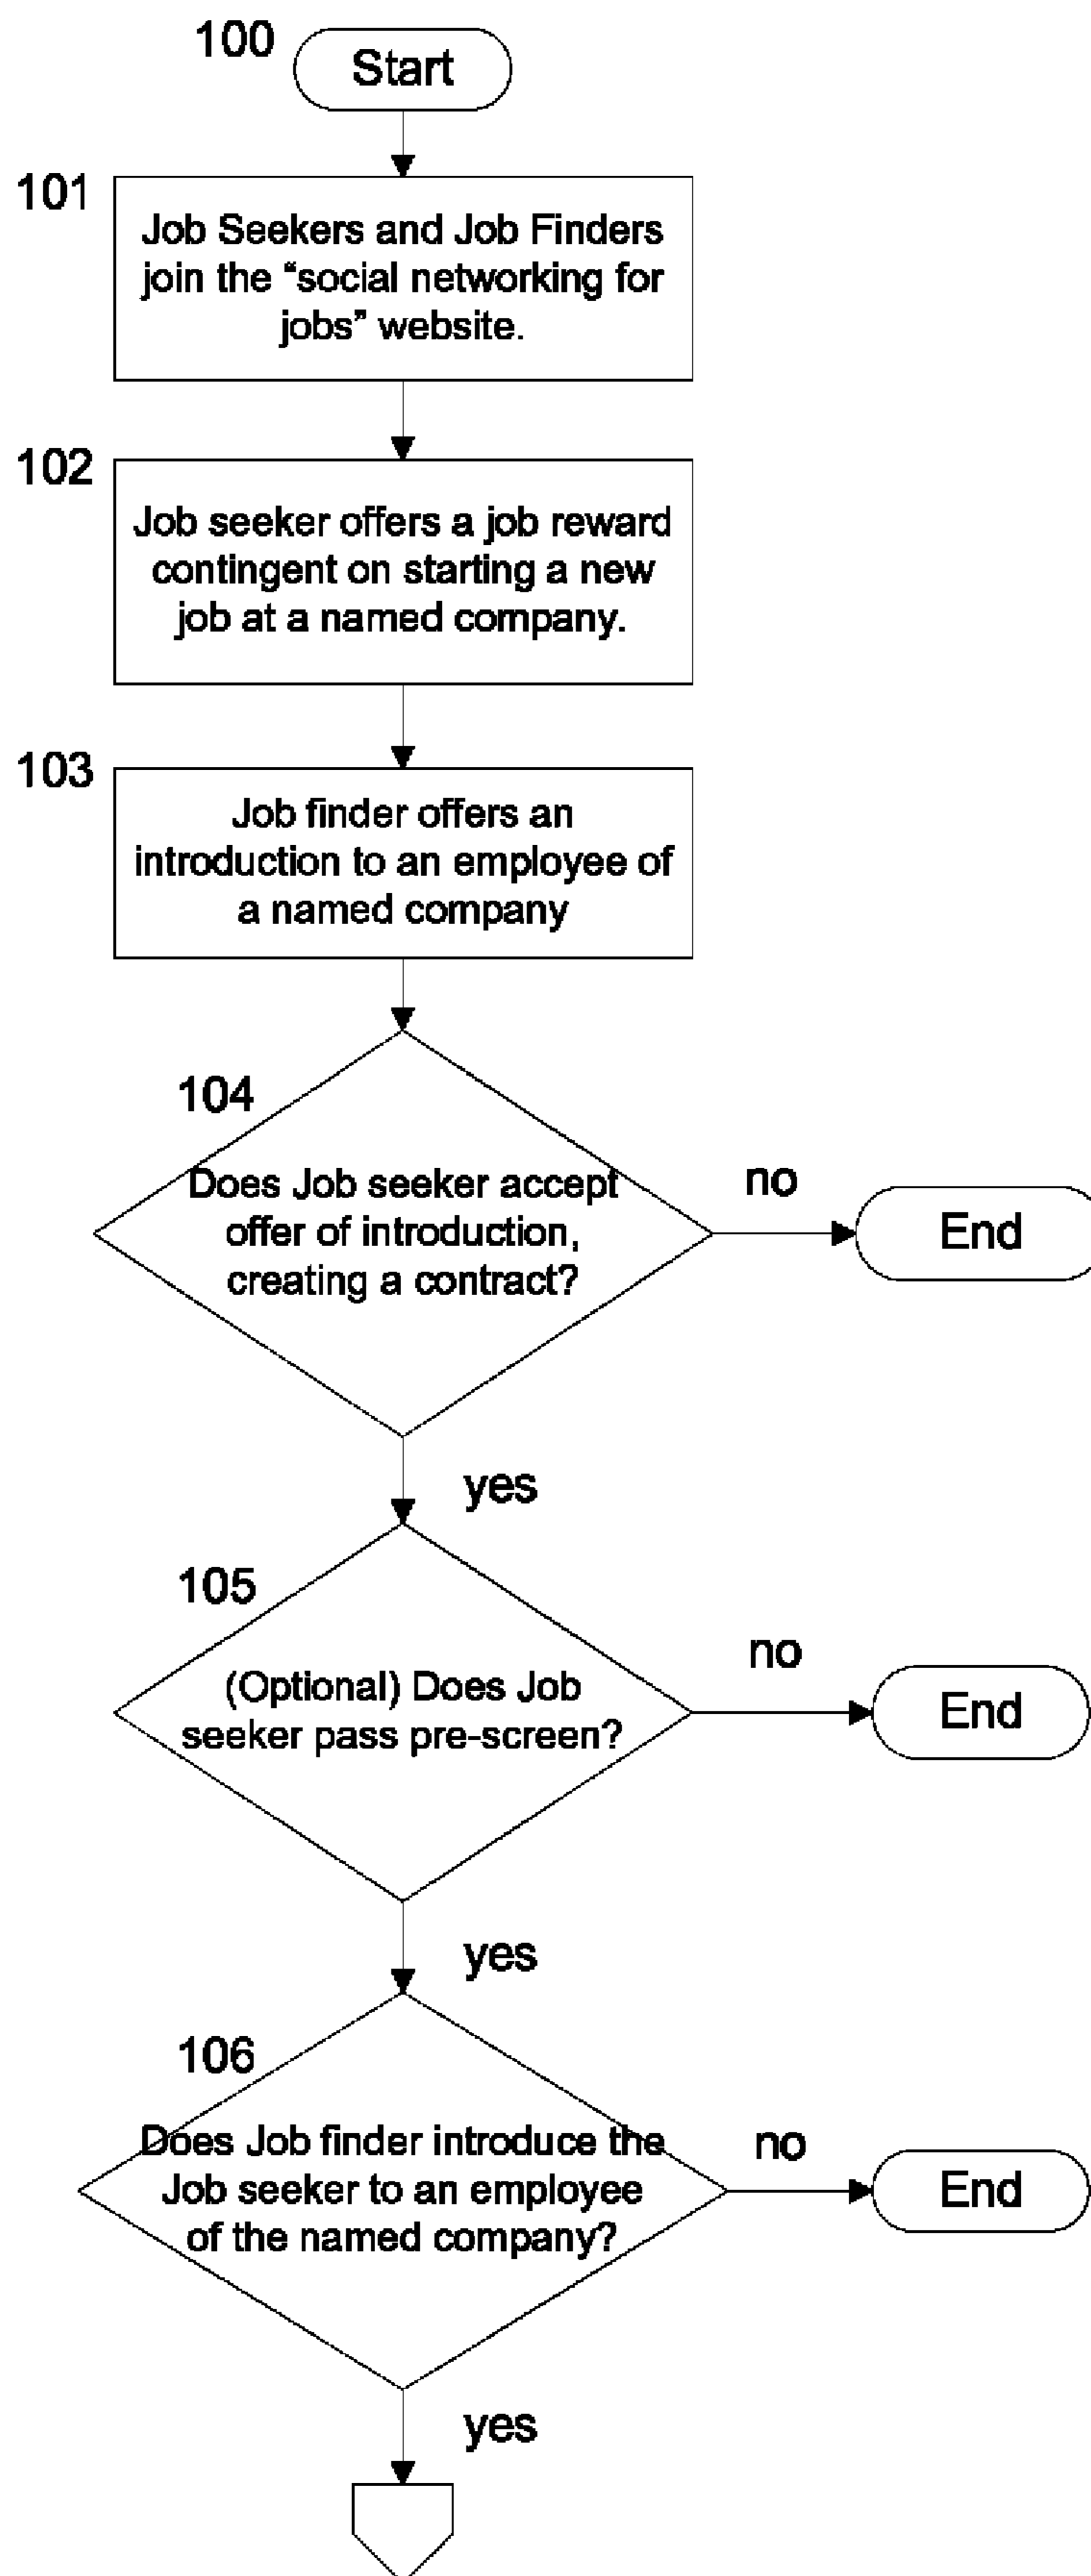 100
Start
101
Job Seekers and Job Finders
join the “social networking for
jobs” website.
102
Job seeker offers a job reward
contingent on starting a new
job at a named company.
103
Job finder offers an
introduction to an employee of
a named company
104
Does Job seeker accept
offer of introduction,
creating a contract?
no
End
yes
105
(Optional) Does Job
seeker pass pre-screen?
no
End
yes
106
Does Job finder introduce the
Job seeker to an employee
of the named company?
no
End
yes